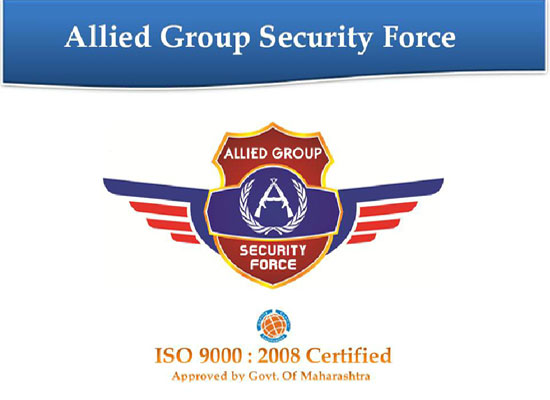 Allied Group Security Force
ALLIED GROUP
SECURITY
FORCE
ISO 9000 : 2008 Certified
Approved by Govt. Of Maharashtra